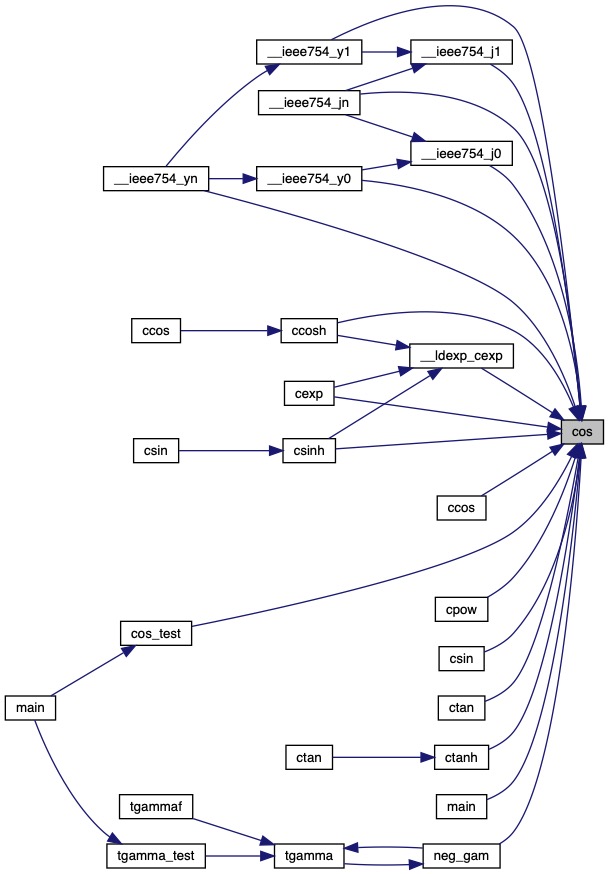 __ieee754_y1
__ieee754_j1
__ieee754_jn
__ieee754_j0
__ieee754_yn
__ieee754_y0
ccos
ccosh
__ldexp_cexp
cexp
cos
csin
csinh
ccos
cpow
cos_test
csin
main
ctan
ctan
ctanh
tgammaf
main
tgamma_test
tgamma
neg_gam